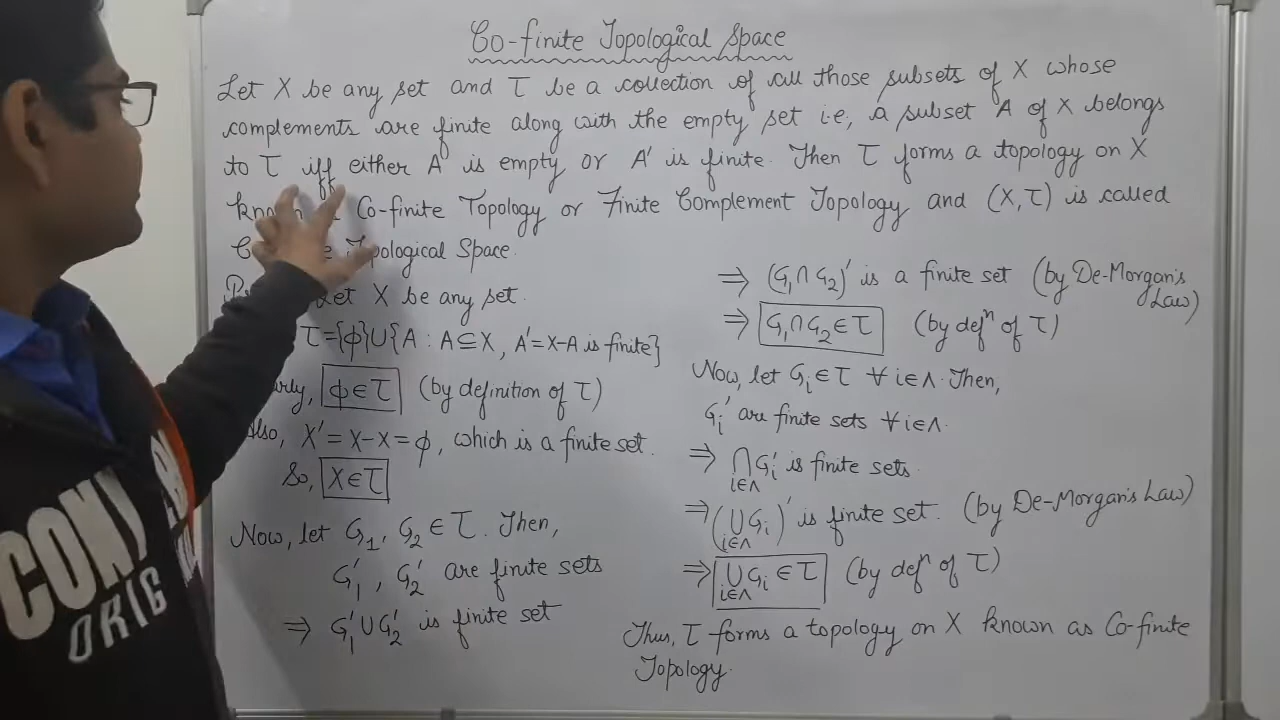 Co-finite Topological Space
Let X be any set and τ be a collection of all those subsets of X whose
complements are finite along with the empty set i.e, a subset A of X belongs
to τ iff either A is empty or A' is finite. Then τ forms a topology on X
Co-finite Topology or Finite Complement Topology and (X,τ) is called
Topological Space.
Let X be any set.
τ={φ}∪{A : A⊆X, A'=X-A is finite}
φ∈τ (by definition of τ)
Also, X'=X-X=φ, which is a finite set.
So, X∈τ
Now, let G₁, G₂ ∈ τ. Then,
G₁', G₂' are finite sets
⇒ G₁'∪G₂' is finite set
⇒ (G₁∩G₂)' is a finite set (by De-Morgan's
Law)
⇒ G₁∩G₂∈τ (by defⁿ of τ)
Now, let Gᵢ∈τ ∀ i∈Λ. Then,
Gᵢ' are finite sets ∀ i∈Λ.
⇒ ∩Gᵢ' is finite sets.
i∈Λ
⇒ (∪Gᵢ)' is finite set. (by De-Morgan's Law)
i∈Λ
⇒ ∪Gᵢ ∈ τ (by defⁿ of τ)
i∈Λ
Thus, τ forms a topology on X known as Co-finite
Topology.
CONV
ORIG